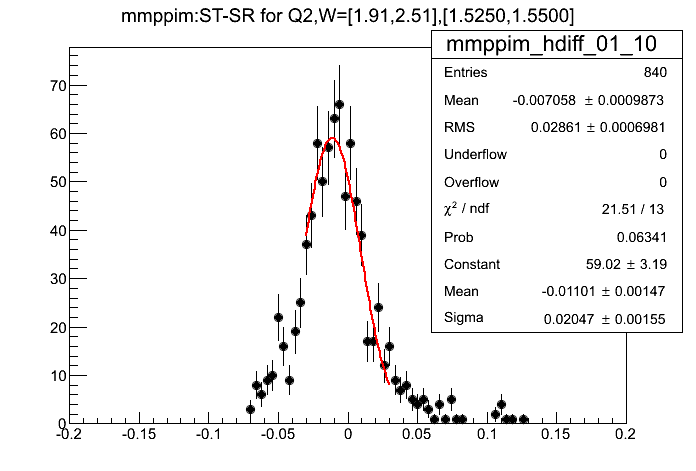 mmppim:ST-SR for Q2,W=[1.91,2.51],[1.5250,1.5500]
mmppim_hdiff_01_10
Entries 840
Mean -0.007058 ± 0.0009873
RMS 0.02861 ± 0.0006981
Underflow 0
Overflow 0
χ² / ndf 21.51 / 13
Prob 0.06341
Constant 59.02 ± 3.19
Mean -0.01101 ± 0.00147
Sigma 0.02047 ± 0.00155
70
60
50
40
30
20
10
0
-0.2 -0.15 -0.1 -0.05 0 0.05 0.1 0.15 0.2